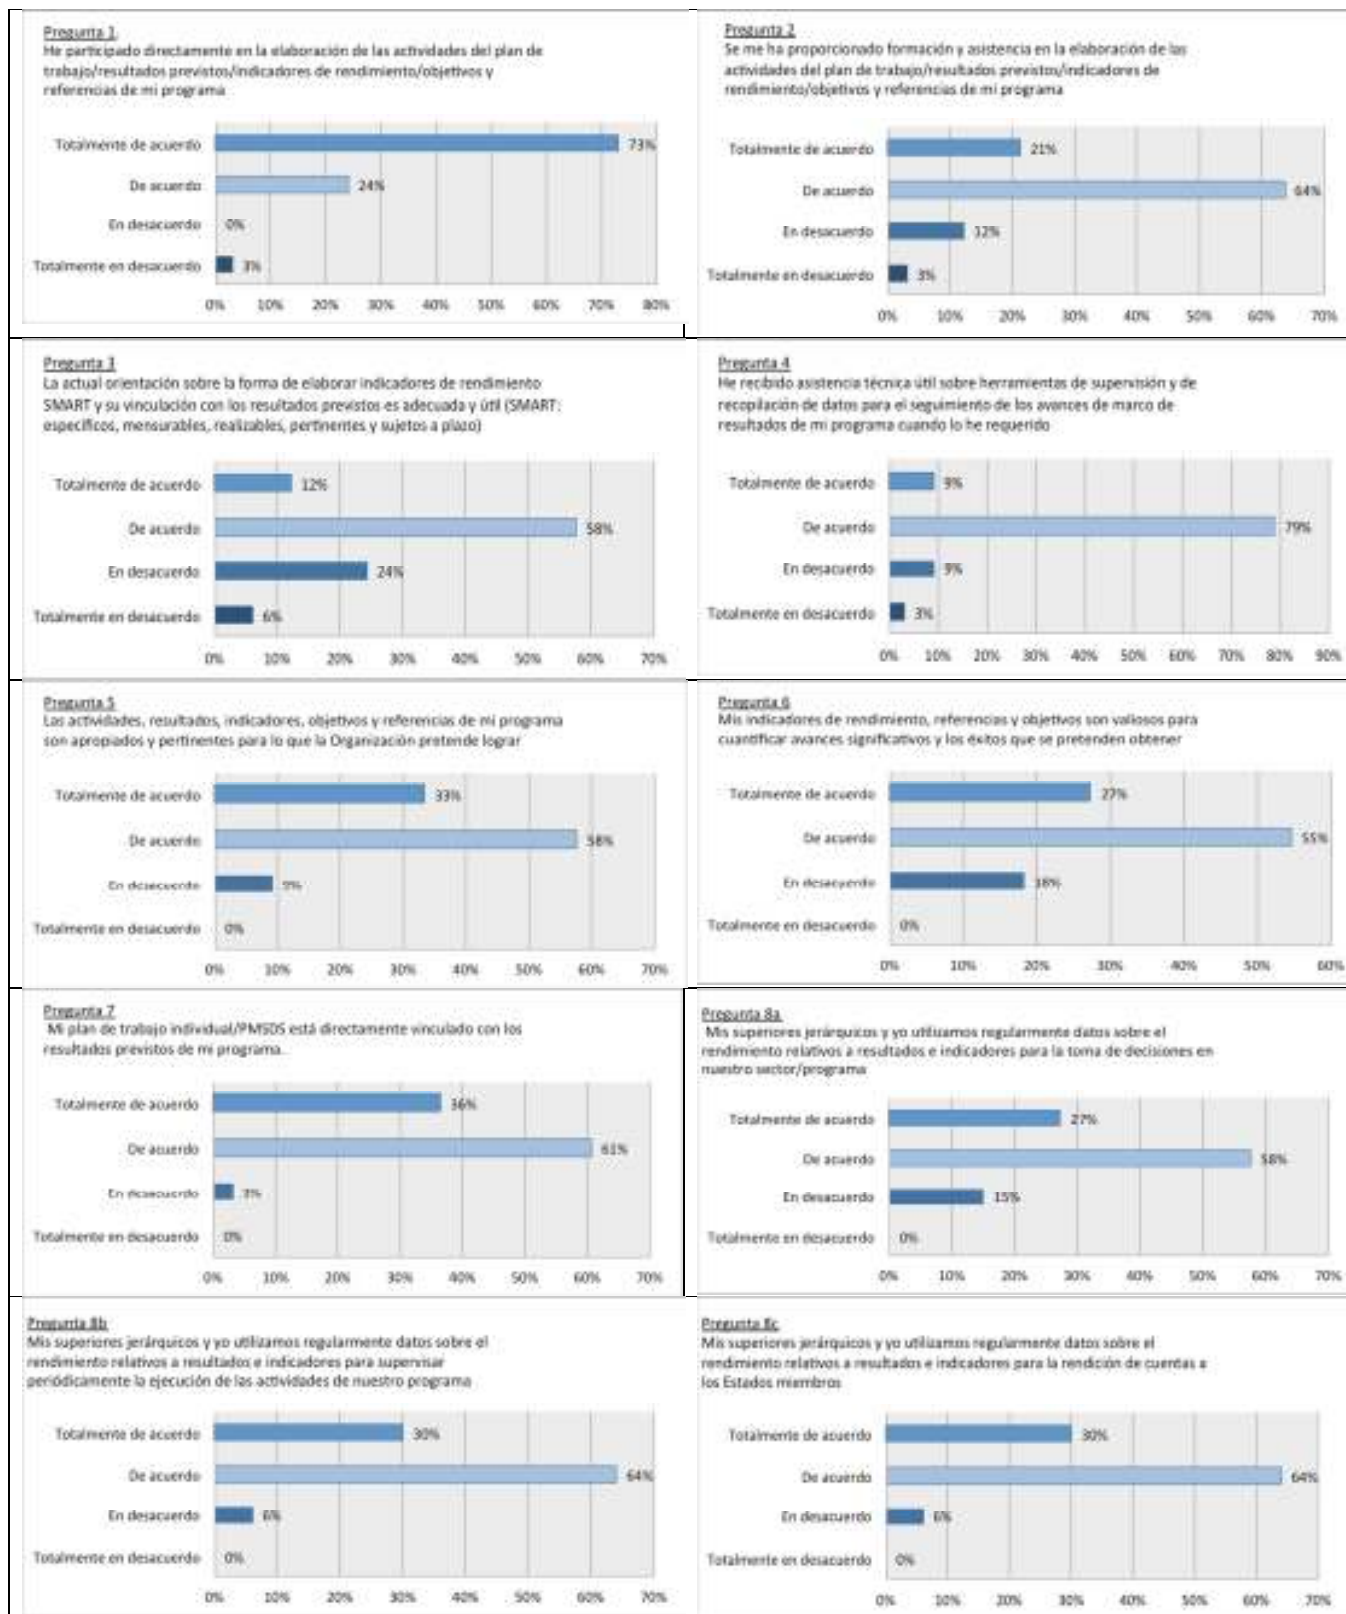 Pregunta 1
He participado directamente en la elaboración de las actividades del plan de
trabajo/resultados previstos/indicadores de rendimiento/objetivos y
referencias de mi programa
Totalmente de acuerdo 73%
De acuerdo 24%
En desacuerdo 0%
Totalmente en desacuerdo 3%
0% 10% 20% 30% 40% 50% 60% 70% 80%
Pregunta 2
Se me ha proporcionado formación y asistencia en la elaboración de las
actividades del plan de trabajo/resultados previstos/indicadores de
rendimiento/objetivos y referencias de mi programa
Totalmente de acuerdo 21%
De acuerdo 64%
En desacuerdo 12%
Totalmente en desacuerdo 3%
0% 10% 20% 30% 40% 50% 60% 70%
Pregunta 3
La actual orientación sobre la forma de elaborar indicadores de rendimiento
SMART y su vinculación con los resultados previstos es adecuada y útil (SMART:
específicos, mensurables, realizables, pertinentes y sujetos a plazo)
Totalmente de acuerdo 12%
De acuerdo 58%
En desacuerdo 24%
Totalmente en desacuerdo 6%
0% 10% 20% 30% 40% 50% 60% 70%
Pregunta 4
He recibido asistencia técnica útil sobre herramientas de supervisión y de
recopilación de datos para el seguimiento de los avances de marco de
resultados de mi programa cuando lo he requerido
Totalmente de acuerdo 9%
De acuerdo 79%
En desacuerdo 9%
Totalmente en desacuerdo 3%
0% 10% 20% 30% 40% 50% 60% 70% 80% 90%
Pregunta 5
Las actividades, resultados, indicadores, objetivos y referencias de mi programa
son apropiados y pertinentes para lo que la Organización pretende lograr
Totalmente de acuerdo 33%
De acuerdo 58%
En desacuerdo 9%
Totalmente en desacuerdo 0%
0% 10% 20% 30% 40% 50% 60% 70%
Pregunta 6
Mis indicadores de rendimiento, referencias y objetivos son valiosos para
cuantificar avances significativos y los éxitos que se pretenden obtener
Totalmente de acuerdo 27%
De acuerdo 55%
En desacuerdo 18%
Totalmente en desacuerdo 0%
0% 10% 20% 30% 40% 50% 60%
Pregunta 7
Mi plan de trabajo individual/PMSDS está directamente vinculado con los
resultados previstos de mi programa.
Totalmente de acuerdo 36%
De acuerdo 61%
En desacuerdo 3%
Totalmente en desacuerdo 0%
0% 10% 20% 30% 40% 50% 60% 70%
Pregunta 8a
Mis superiores jerárquicos y yo utilizamos regularmente datos sobre el
rendimiento relativos a resultados e indicadores para la toma de decisiones en
nuestro sector/programa
Totalmente de acuerdo 27%
De acuerdo 58%
En desacuerdo 15%
Totalmente en desacuerdo 0%
0% 10% 20% 30% 40% 50% 60% 70%
Pregunta 8b
Mis superiores jerárquicos y yo utilizamos regularmente datos sobre el
rendimiento relativos a resultados e indicadores para supervisar
periódicamente la ejecución de las actividades de nuestro programa
Totalmente de acuerdo 30%
De acuerdo 64%
En desacuerdo 6%
Totalmente en desacuerdo 0%
0% 10% 20% 30% 40% 50% 60% 70%
Pregunta 8c
Mis superiores jerárquicos y yo utilizamos regularmente datos sobre el
rendimiento relativos a resultados e indicadores para la rendición de cuentas a
los Estados miembros
Totalmente de acuerdo 30%
De acuerdo 64%
En desacuerdo 6%
Totalmente en desacuerdo 0%
0% 10% 20% 30% 40% 50% 60% 70%